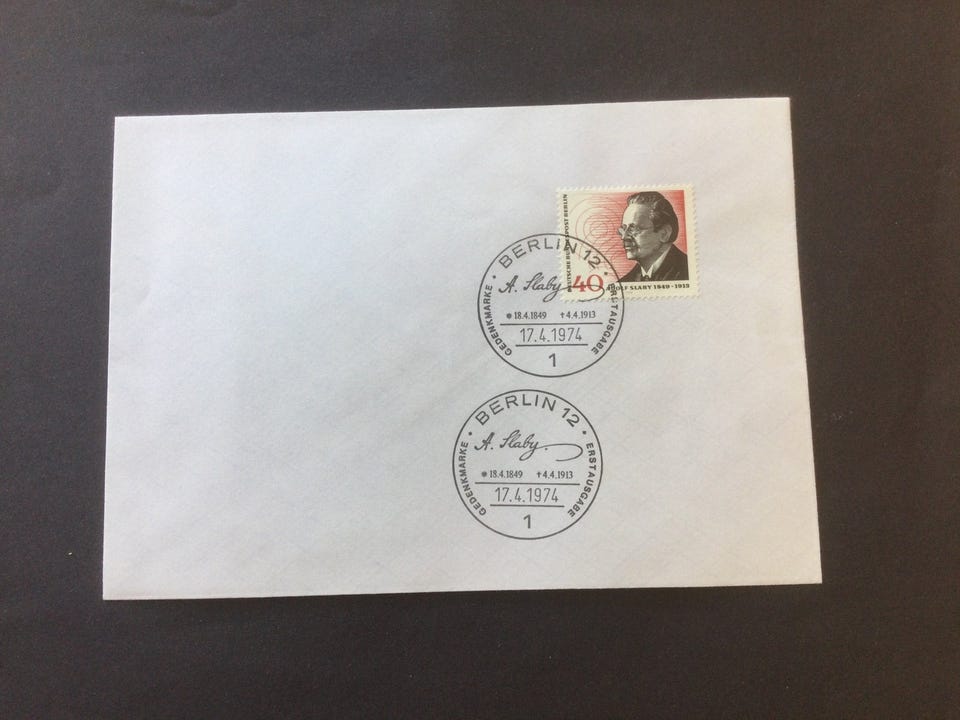 DEUTSCHE BUNDESPOST BERLIN
40
ADOLF SLABY 1849 · 1913
BERLIN 12
A. Slaby
GEDENKMARKE · ERSTAUSGABE
*18.4.1849 †4.4.1913
17.4.1974
1
BERLIN 12
A. Slaby.
GEDENKMARKE · ERSTAUSGABE
*18.4.1849 †4.4.1913
17.4.1974
1